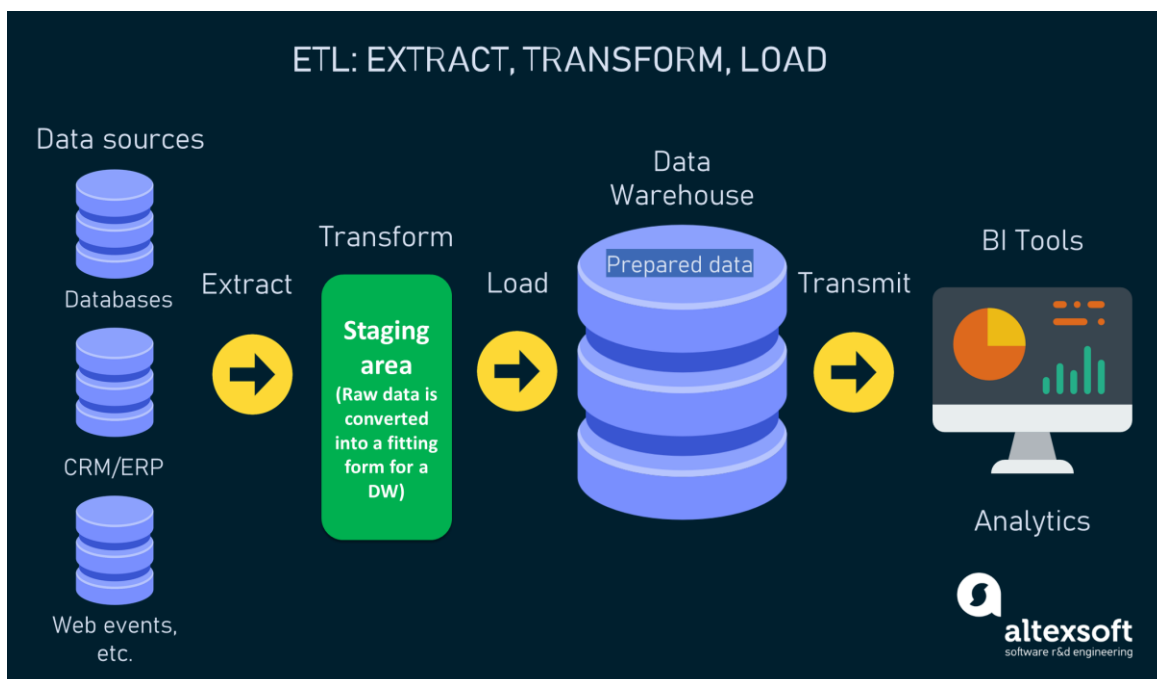 ETL: EXTRACT, TRANSFORM, LOAD
Data sources
Databases
CRM/ERP
Web events,
etc.
Extract
Transform
Staging
area
(Raw data is
converted
into a fitting
form for a
DW)
Load
Data
Warehouse
Prepared data
Transmit
BI Tools
Analytics
altexsoft
software r&d engineering